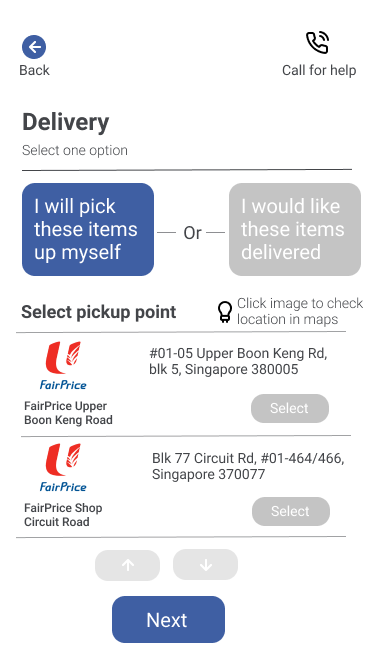 Back
Call for help
Delivery
Select one option
I will pick
these items
up myself
Or
I would like
these items
delivered
Select pickup point
Click image to check
location in maps
FairPrice
#01-05 Upper Boon Keng Rd,
blk 5, Singapore 380005
FairPrice Upper
Boon Keng Road
Select
FairPrice
Blk 77 Circuit Rd, #01-464/466,
Singapore 370077
FairPrice Shop
Circuit Road
Select
Next